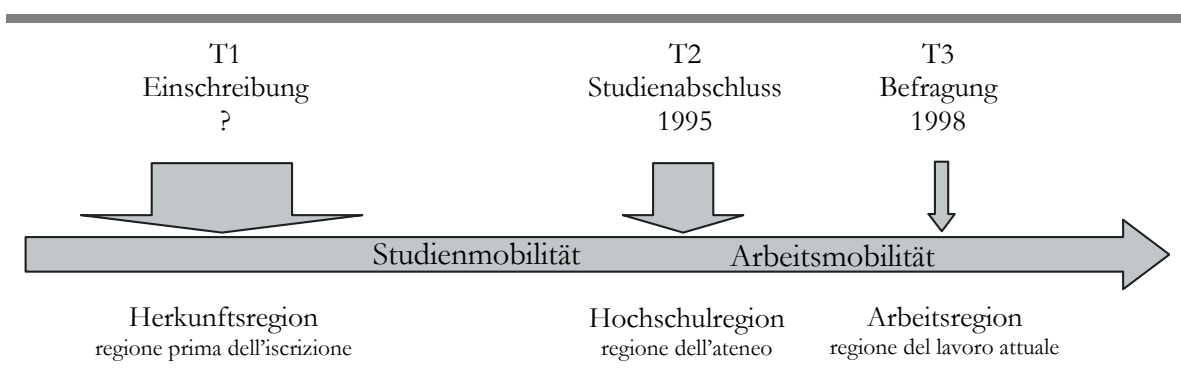 T1
Einschreibung
?
T2
Studienabschluss
1995
T3
Befragung
1998
Studienmobilität
Arbeitsmobilität
Herkunftsregion
regione prima dell'iscrizione
Hochschulregion
regione dell'ateneo
Arbeitsregion
regione del lavoro attuale